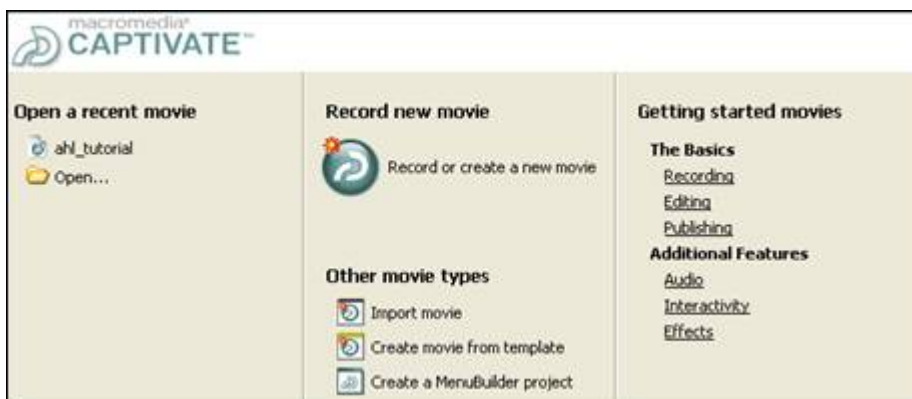 macromedia®
CAPTIVATE™
Open a recent movie
ahl_tutorial
Open...
Record new movie
Record or create a new movie
Other movie types
Import movie
Create movie from template
Create a MenuBuilder project
Getting started movies
The Basics
Recording
Editing
Publishing
Additional Features
Audio
Interactivity
Effects